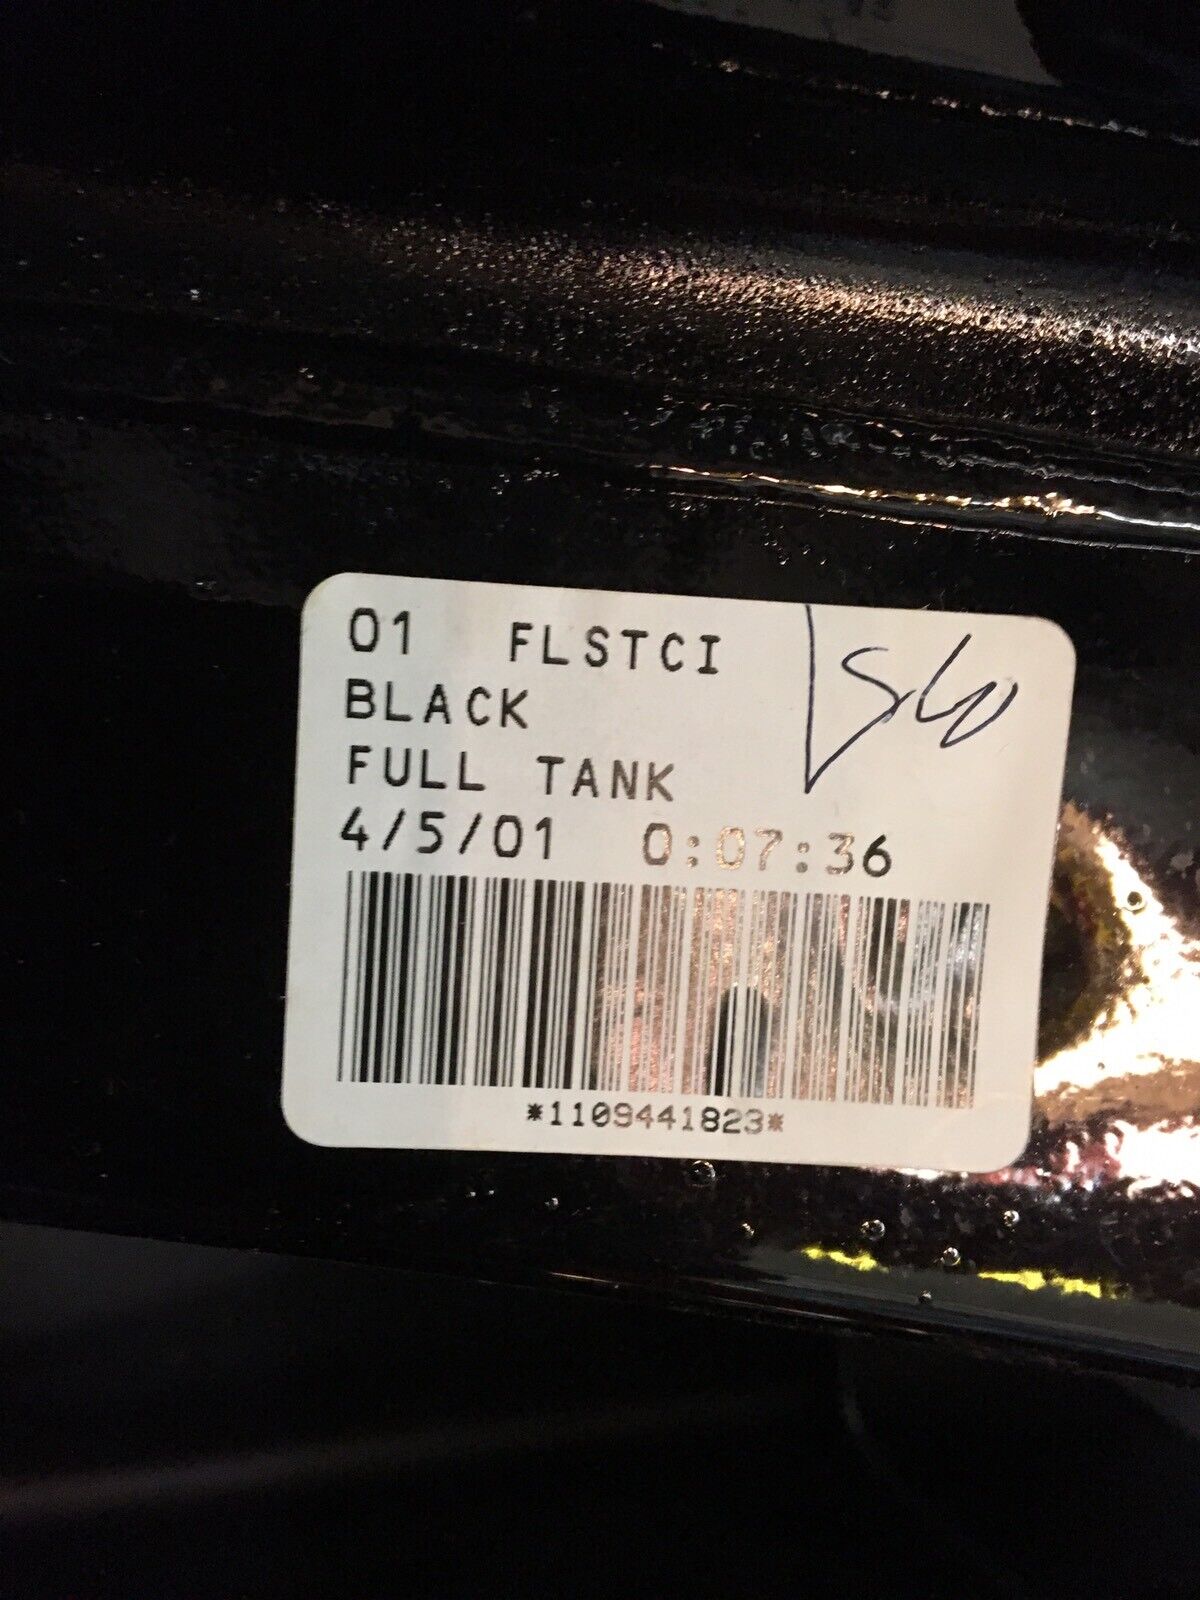 01 FLSTCI
BLACK
FULL TANK
4/5/01 0:07:36
*1109441823*